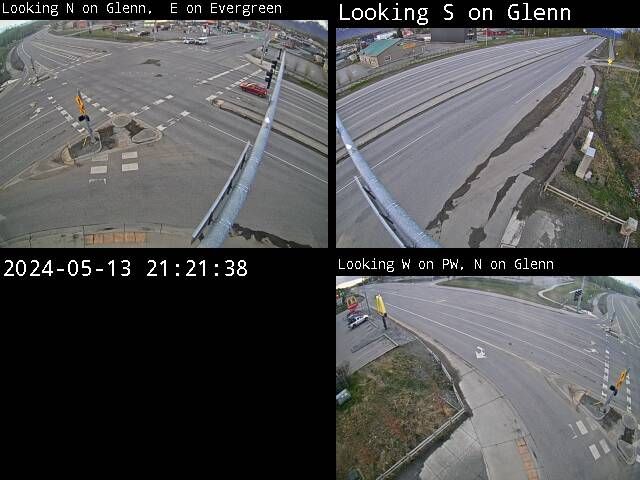 Looking N on Glenn, E on Evergreen
Looking S on Glenn
2024-05-13 21:21:38
Looking W on PW, N on Glenn